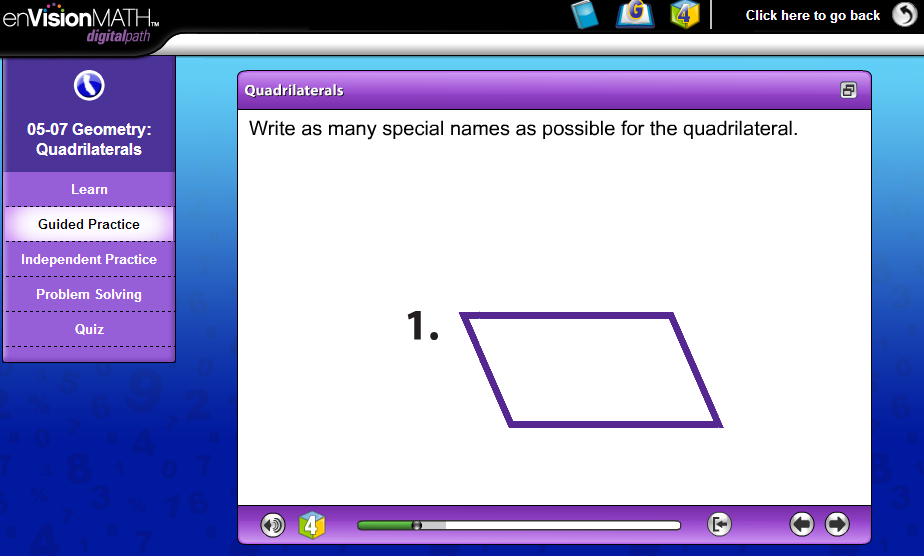 enVisionMATH™
digitalpath
G
4
Click here to go back
05-07 Geometry:
Quadrilaterals
Learn
Guided Practice
Independent Practice
Problem Solving
Quiz
Quadrilaterals
Write as many special names as possible for the quadrilateral.
1.
4